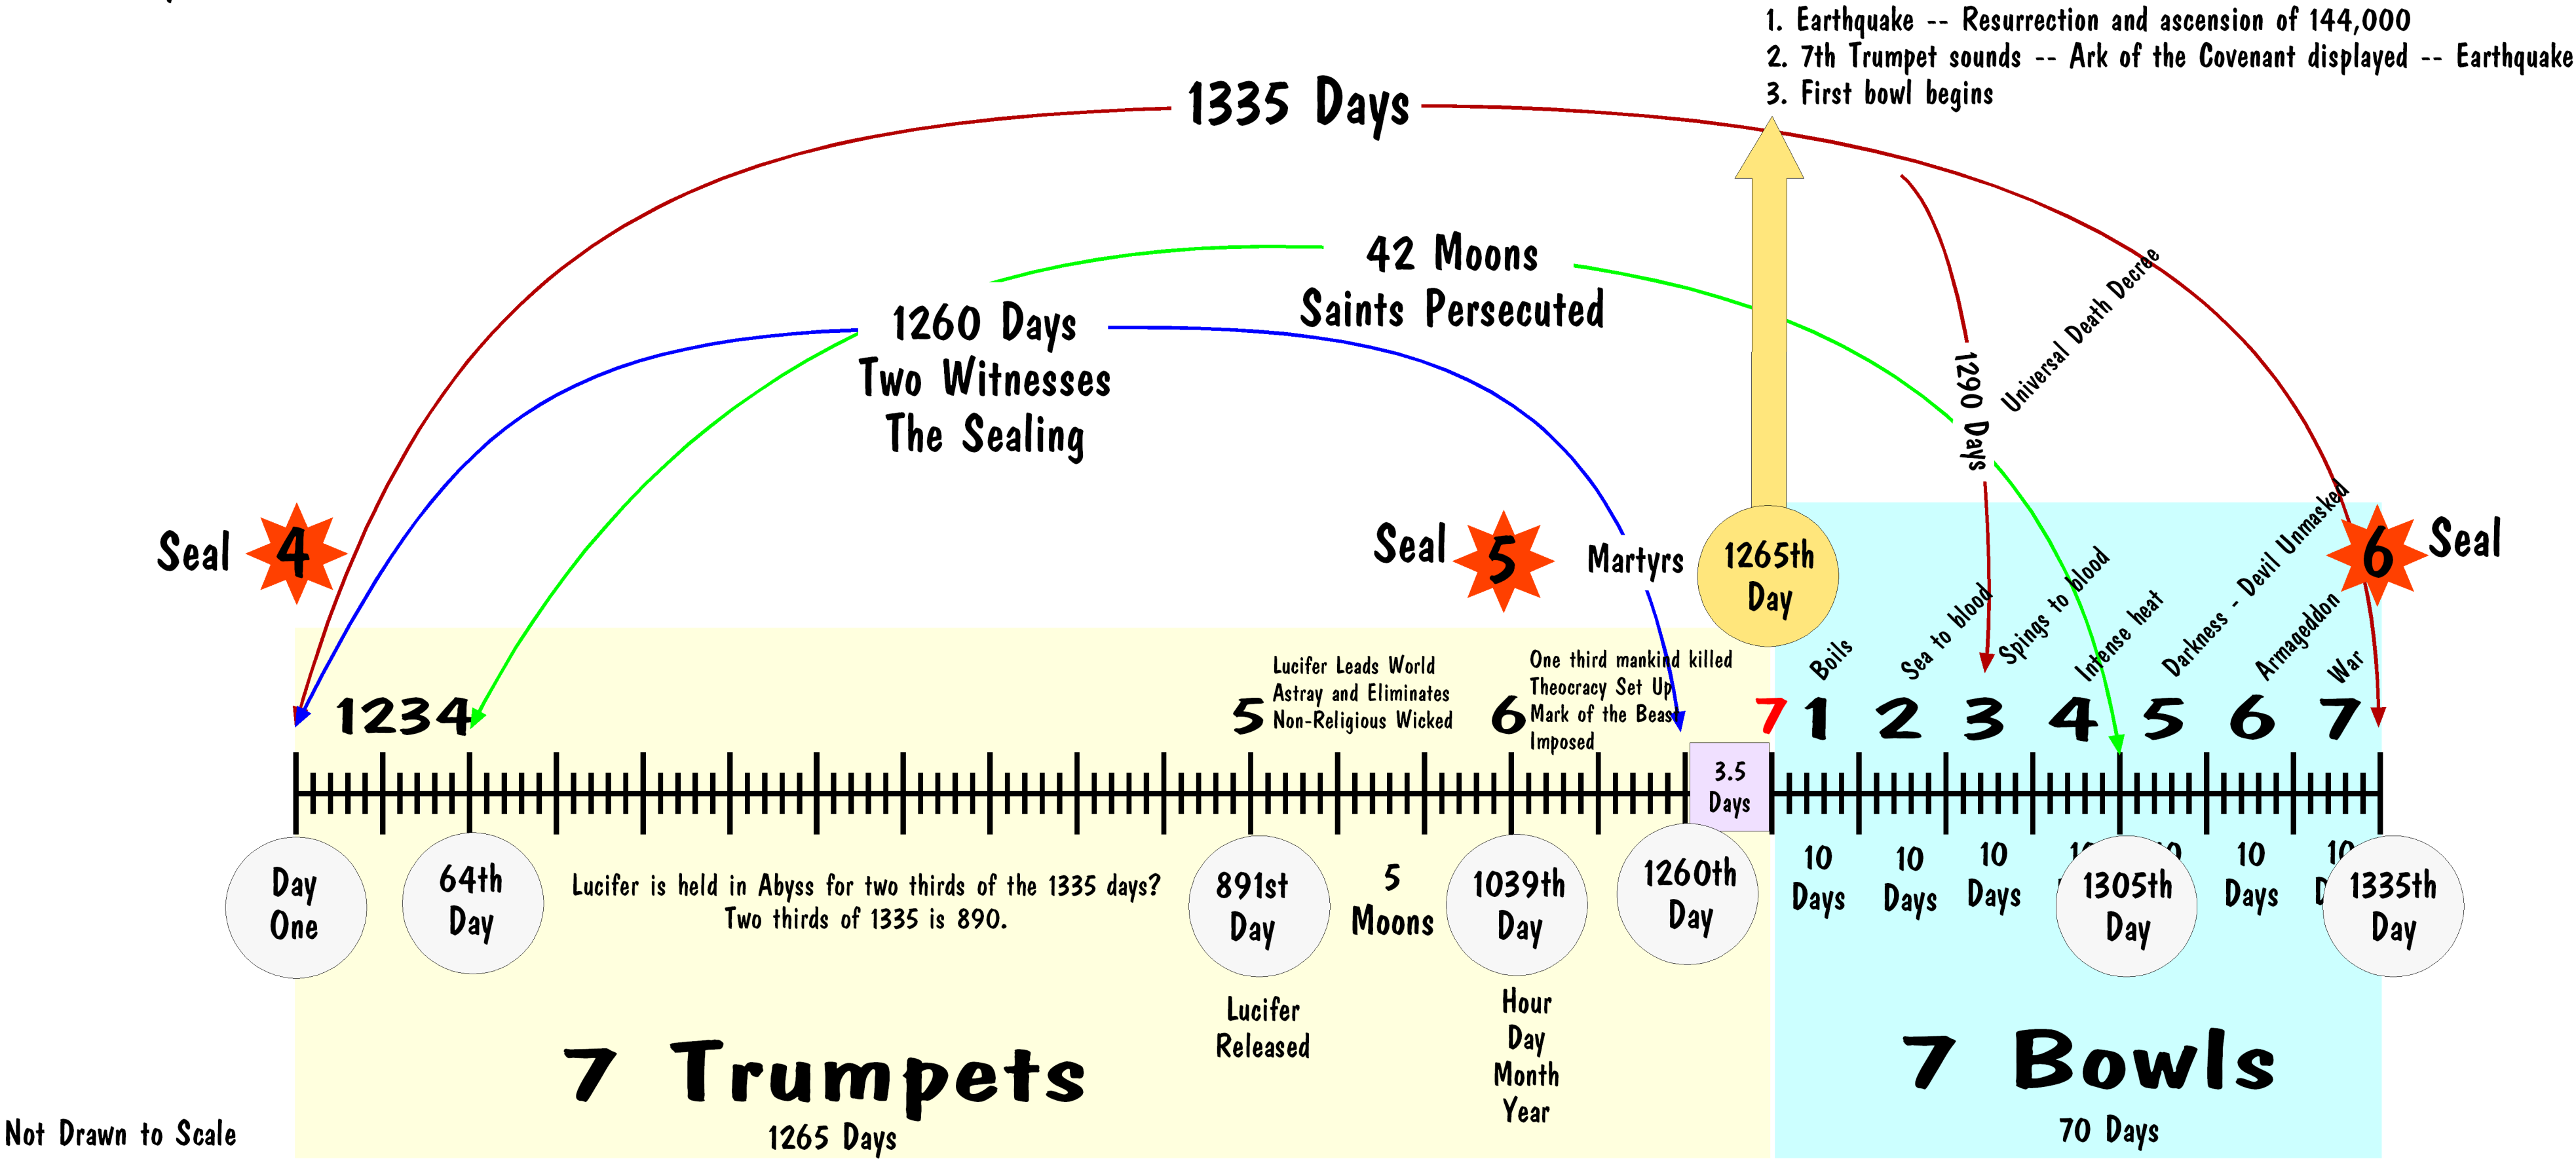 1. Earthquake -- Resurrection and ascension of 144,000
2. 7th Trumpet sounds -- Ark of the Covenant displayed -- Earthquake
3. First bowl begins
1335 Days
42 Moons
Saints Persecuted
1260 Days
Two Witnesses
The Sealing
1290 Days
Universal Death Decree
Seal 4
Seal 5
Martyrs
1265th
Day
6 Seal
Boils
Sea to blood
Spings to blood
Intense heat
Darkness - Devil Unmasked
Armageddon
War
1234
5
Lucifer Leads World
Astray and Eliminates
Non-Religious Wicked
6
One third mankind killed
Theocracy Set Up
Mark of the Beast
Imposed
7 1 2 3 4 5 6 7
3.5
Days
Day
One
64th
Day
Lucifer is held in Abyss for two thirds of the 1335 days?
Two thirds of 1335 is 890.
891st
Day
5
Moons
1039th
Day
1260th
Day
10
Days
10
Days
10
Days
1305th
Day
10
Days
10
1335th
Day
Lucifer
Released
Hour
Day
Month
Year
7 Trumpets
1265 Days
7 Bowls
70 Days
Not Drawn to Scale